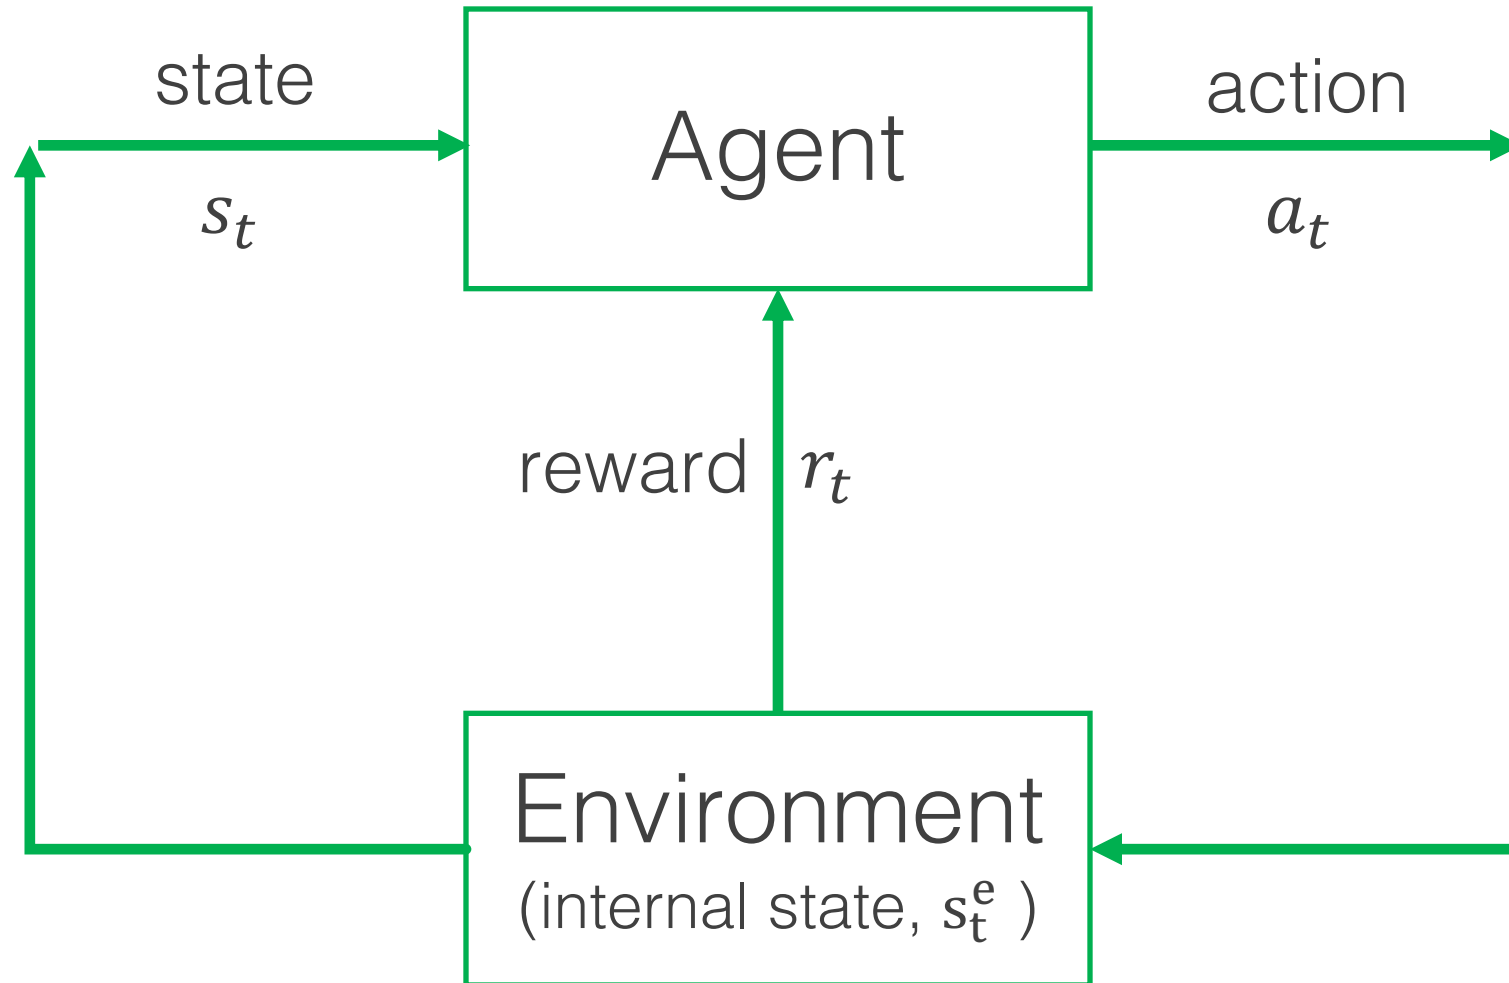 state
Agent
action
s_t
a_t
reward
r_t
Environment
(internal state, s_t^e )